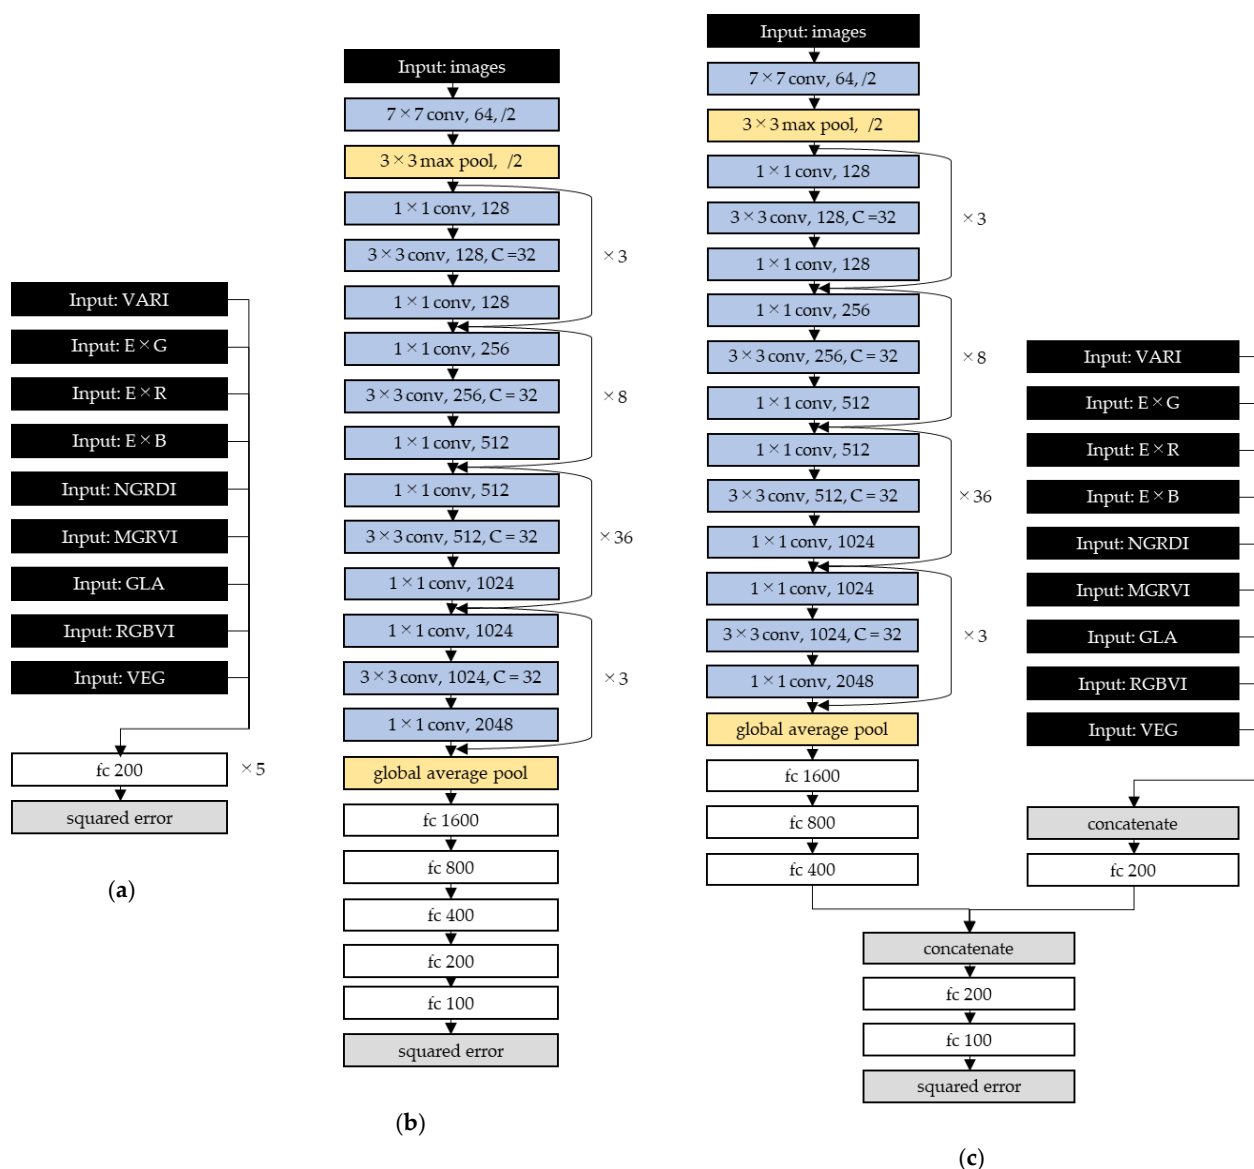 Input: VARI
Input: E × G
Input: E × R
Input: E × B
Input: NGRDI
Input: MGRVI
Input: GLA
Input: RGBVI
Input: VEG
fc 200
× 5
squared error
(a)
Input: images
7 × 7 conv, 64, /2
3 × 3 max pool, /2
1 × 1 conv, 128
3 × 3 conv, 128, C =32
× 3
1 × 1 conv, 128
1 × 1 conv, 256
3 × 3 conv, 256, C = 32
× 8
1 × 1 conv, 512
1 × 1 conv, 512
3 × 3 conv, 512, C = 32
× 36
1 × 1 conv, 1024
1 × 1 conv, 1024
3 × 3 conv, 1024, C = 32
× 3
1 × 1 conv, 2048
global average pool
fc 1600
fc 800
fc 400
fc 200
fc 100
squared error
(b)
Input: images
7 × 7 conv, 64, /2
3 × 3 max pool, /2
1 × 1 conv, 128
3 × 3 conv, 128, C =32
× 3
1 × 1 conv, 128
1 × 1 conv, 256
3 × 3 conv, 256, C = 32
× 8
1 × 1 conv, 512
1 × 1 conv, 512
3 × 3 conv, 512, C = 32
× 36
1 × 1 conv, 1024
1 × 1 conv, 1024
3 × 3 conv, 1024, C = 32
× 3
1 × 1 conv, 2048
global average pool
fc 1600
fc 800
fc 400
Input: VARI
Input: E × G
Input: E × R
Input: E × B
Input: NGRDI
Input: MGRVI
Input: GLA
Input: RGBVI
Input: VEG
concatenate
fc 200
concatenate
fc 200
fc 100
squared error
(c)